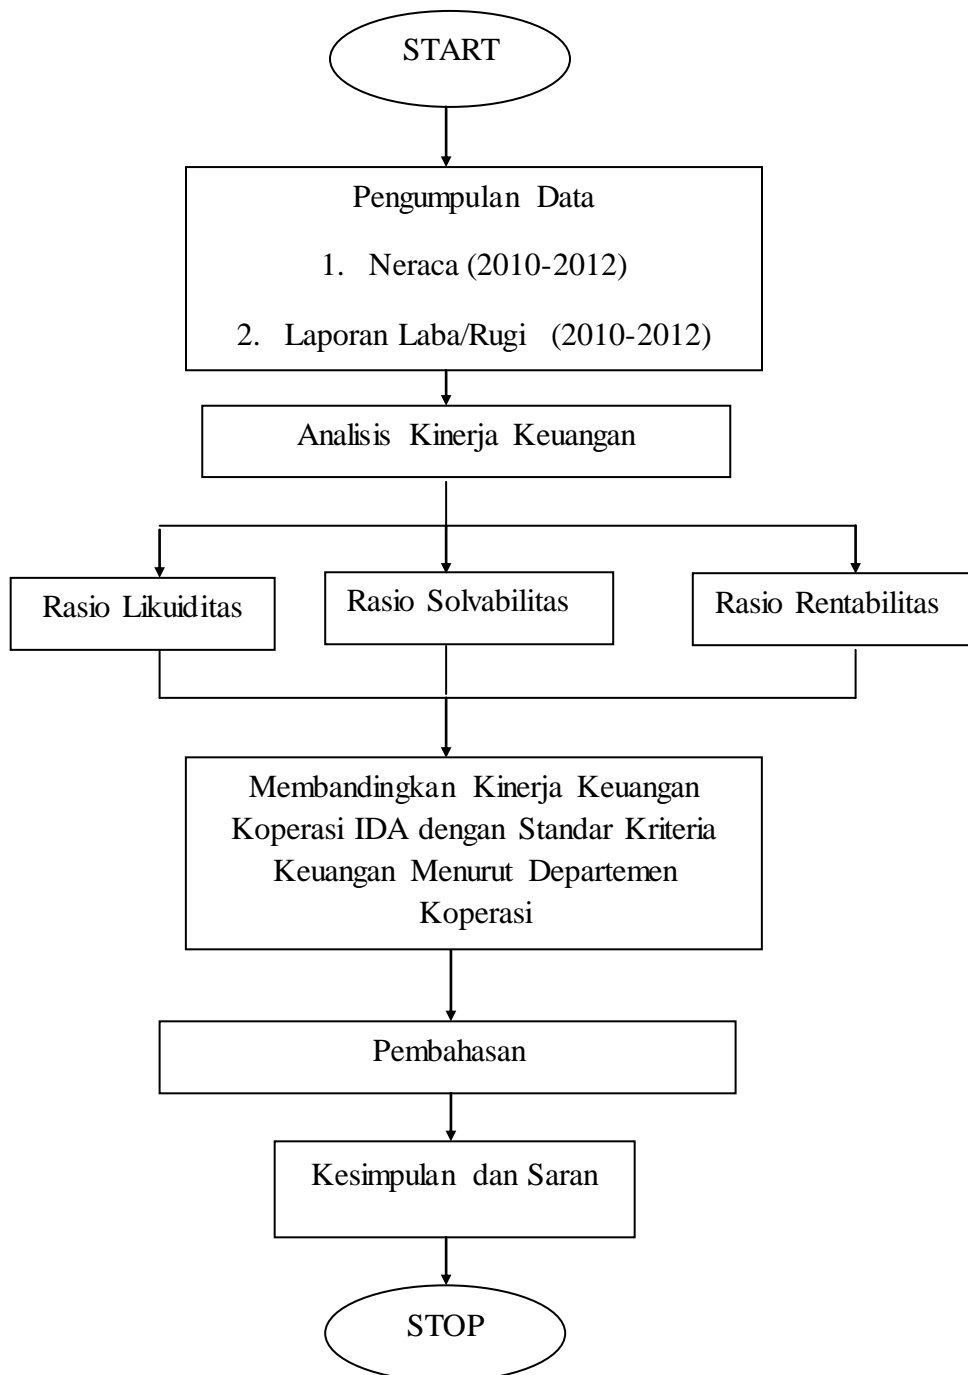 START
Pengumpulan Data
1. Neraca (2010-2012)
2. Laporan Laba/Rugi (2010-2012)
Analisis Kinerja Keuangan
Rasio Likuiditas
Rasio Solvabilitas
Rasio Rentabilitas
Membandingkan Kinerja Keuangan
Koperasi IDA dengan Standar Kriteria
Keuangan Menurut Departemen
Koperasi
Pembahasan
Kesimpulan dan Saran
STOP